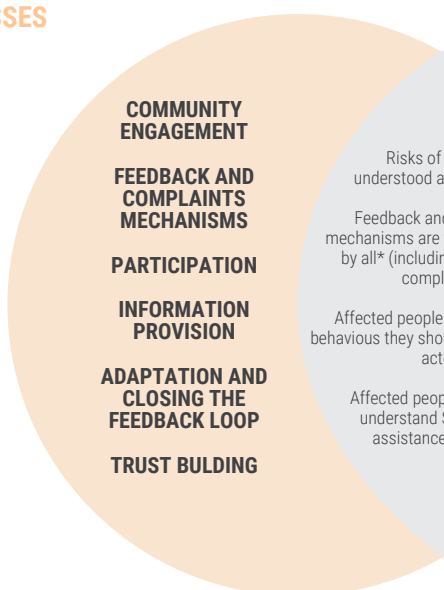 SSES
COMMUNITY
ENGAGEMENT
FEEDBACK AND
COMPLAINTS
MECHANISMS
PARTICIPATION
INFORMATION
PROVISION
ADAPTATION AND
CLOSING THE
FEEDBACK LOOP
TRUST BULDING
Risks of
understood a
Feedback and
mechanisms are
by all* (includin
compl
Affected people
behavious they sho
act
Affected peop
understand S
assistance